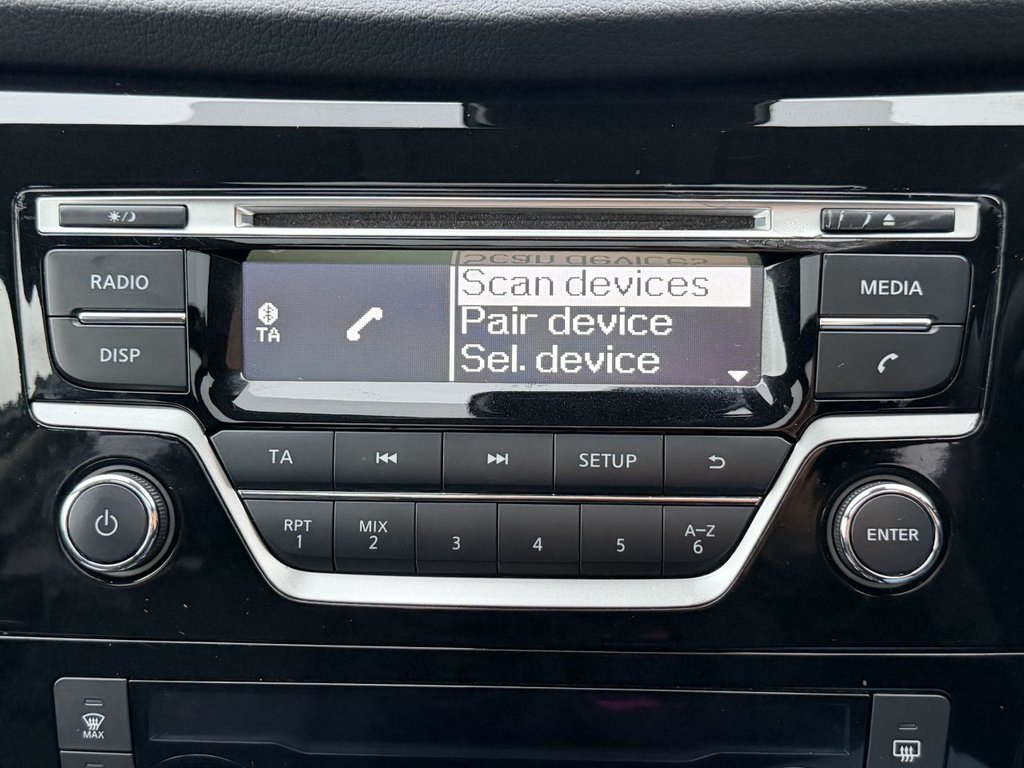 RADIO
DISP
TA
Scan devices
Pair device
Sel. device
MEDIA
TA
SETUP
RPT
1
MIX
2
3
4
5
A–Z
6
ENTER
MAX